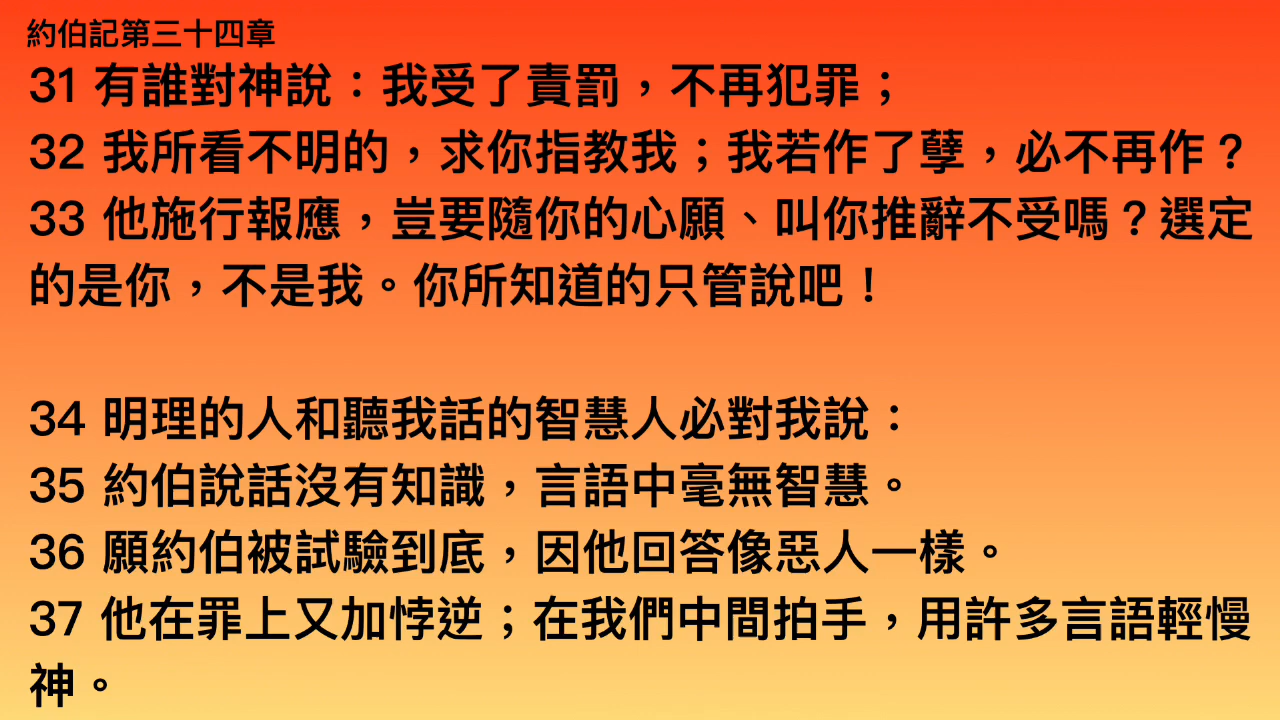 約伯記第三十四章
31 有誰對神說：我受了責罰，不再犯罪；
32 我所看不明的，求你指教我；我若作了孽，必不再作？
33 他施行報應，豈要隨你的心願、叫你推辭不受嗎？選定
的是你，不是我。你所知道的只管說吧！
34 明理的人和聽我話的智慧人必對我說：
35 約伯說話沒有知識，言語中毫無智慧。
36 願約伯被試驗到底，因他回答像惡人一樣。
37 他在罪上又加悖逆；在我們中間拍手，用許多言語輕慢
神。